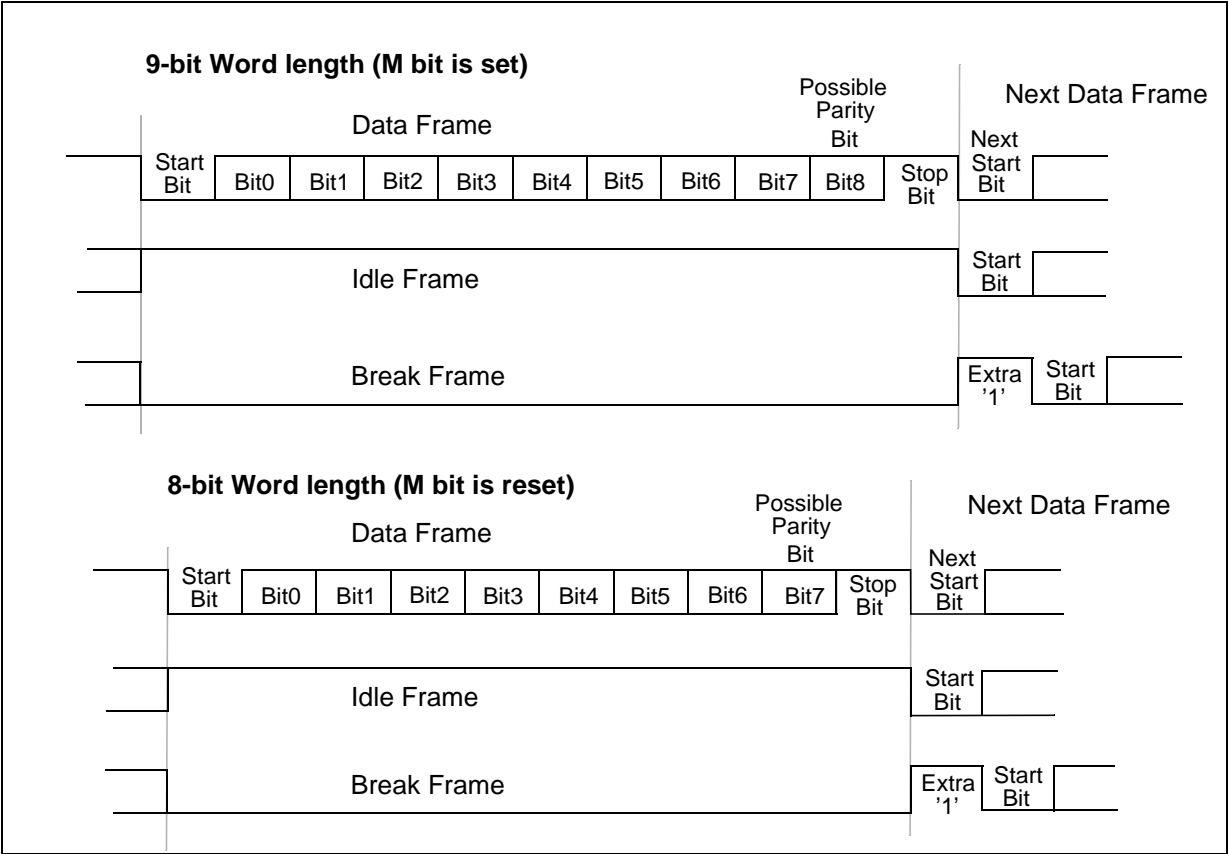 9-bit Word length (M bit is set)
Possible
Parity
Bit
Next Data Frame
Data Frame
Next
Start
Bit
Start
Bit
Bit0
Bit1
Bit2
Bit3
Bit4
Bit5
Bit6
Bit7
Bit8
Stop
Bit
Idle Frame
Start
Bit
Break Frame
Extra
'1'
Start
Bit
8-bit Word length (M bit is reset)
Possible
Parity
Bit
Next Data Frame
Data Frame
Next
Start
Bit
Start
Bit
Bit0
Bit1
Bit2
Bit3
Bit4
Bit5
Bit6
Bit7
Stop
Bit
Idle Frame
Start
Bit
Break Frame
Extra
'1'
Start
Bit